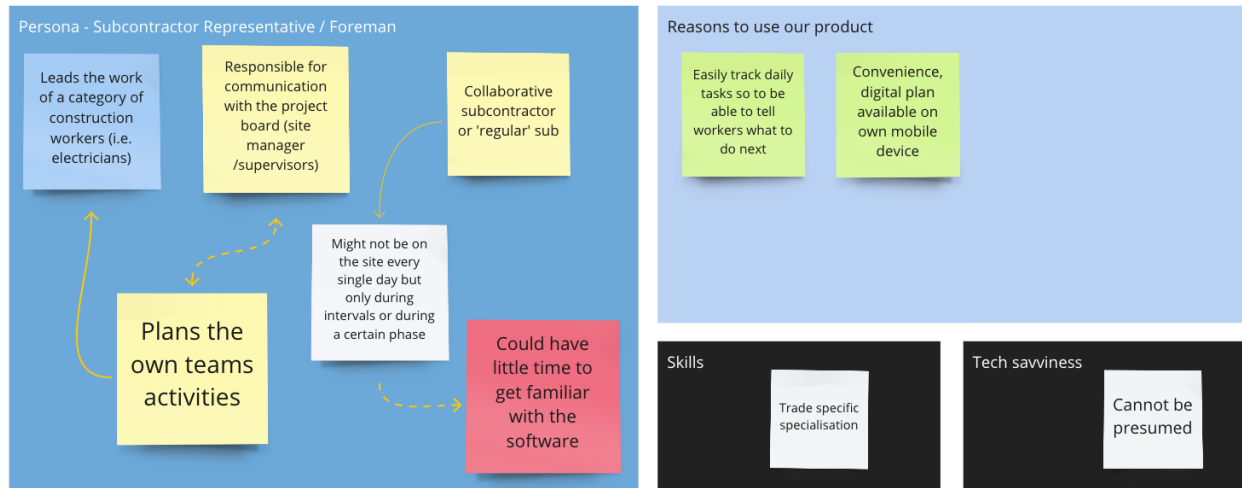 Persona - Subcontractor Representative / Foreman
Leads the work
of a category of
construction
workers (i.e.
electricians)
Responsible for
communication
with the project
board (site
manager
/supervisors)
Collaborative
subcontractor
or 'regular' sub
Might not be on
the site every
single day but
only during
intervals or during
a certain phase
Plans the
own teams
activities
Could have
little time to
get familiar
with the
software
Reasons to use our product
Easily track daily
tasks so to be
able to tell
workers what to
do next
Convenience,
digital plan
available on
own mobile
device
Skills
Trade specific
specialisation
Tech savviness
Cannot be
presumed